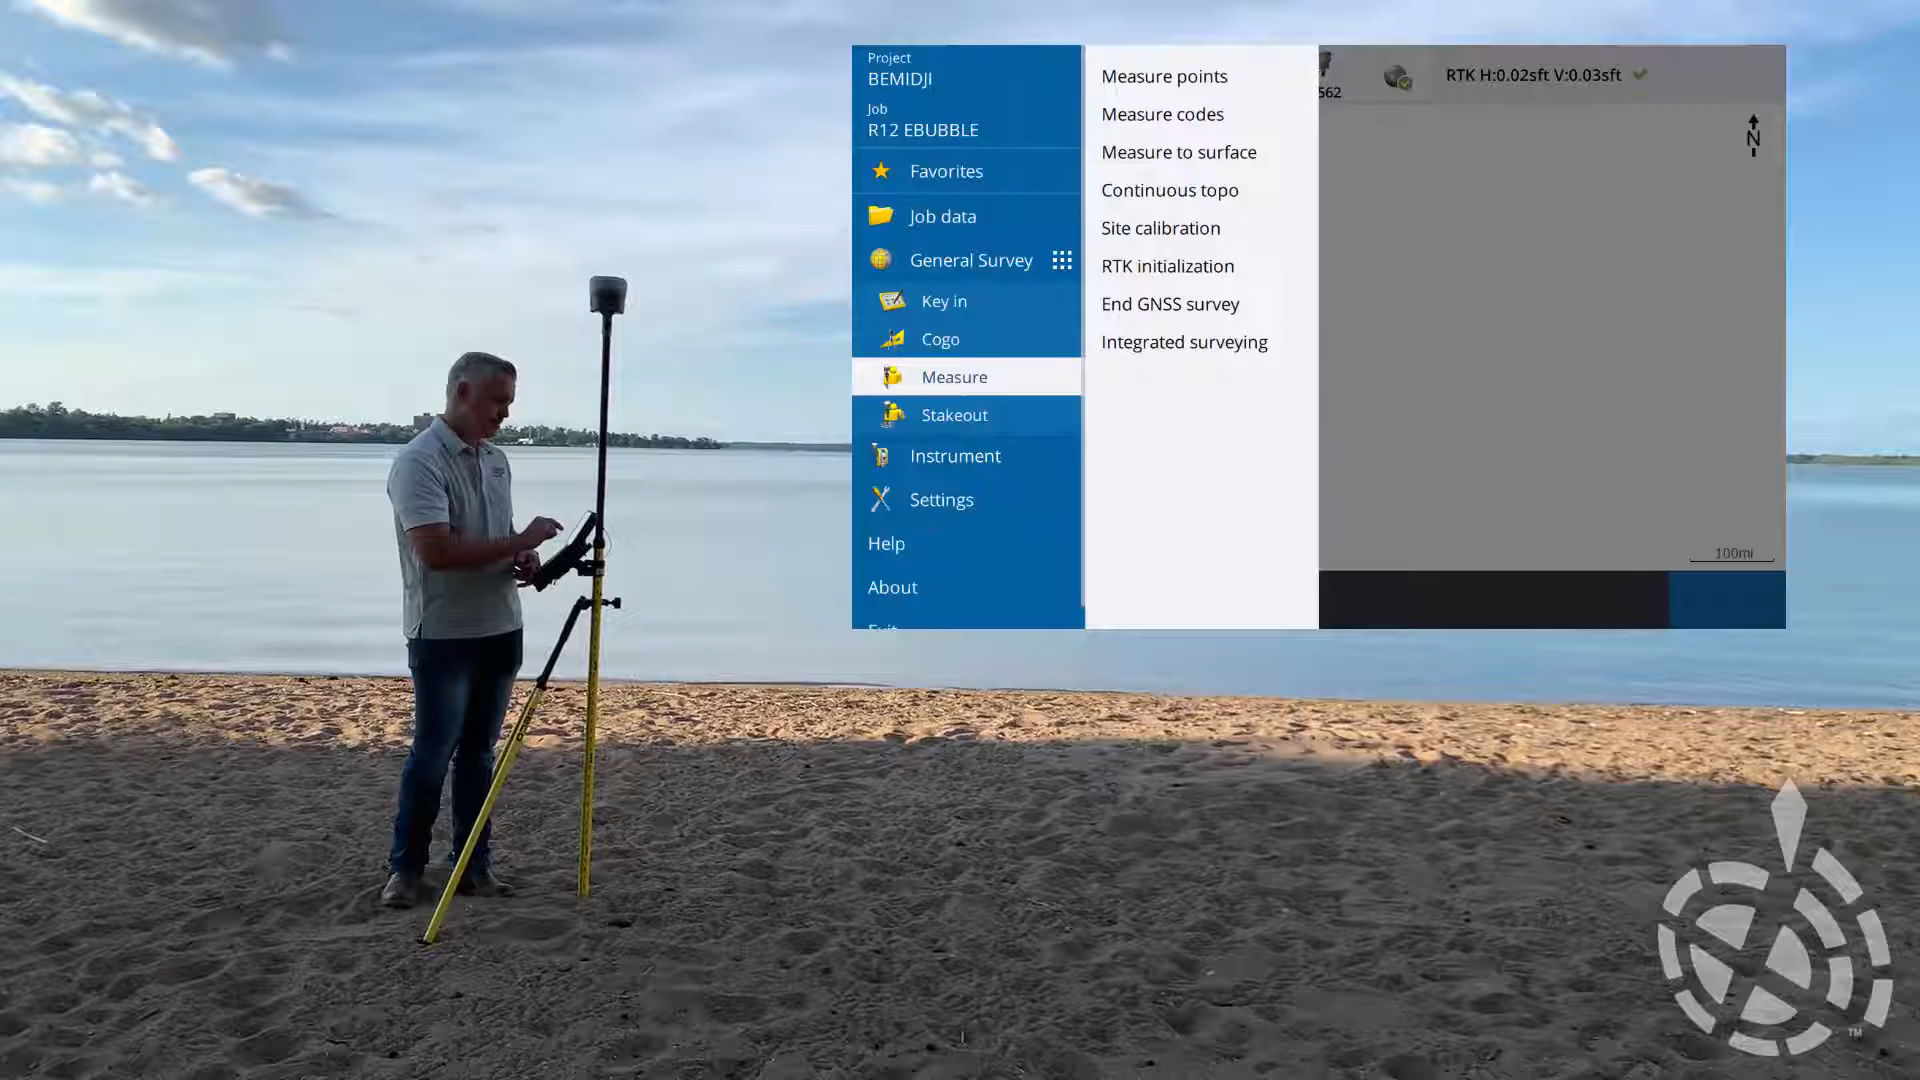 Project
BEMIDJI
Job
R12 EBUBBLE
Favorites
Job data
General Survey
Key in
Cogo
Measure
Stakeout
Instrument
Settings
Help
About
Exit
Measure points
Measure codes
Measure to surface
Continuous topo
Site calibration
RTK initialization
End GNSS survey
Integrated surveying
562
RTK H:0.02sft V:0.03sft
N
100mi
TM